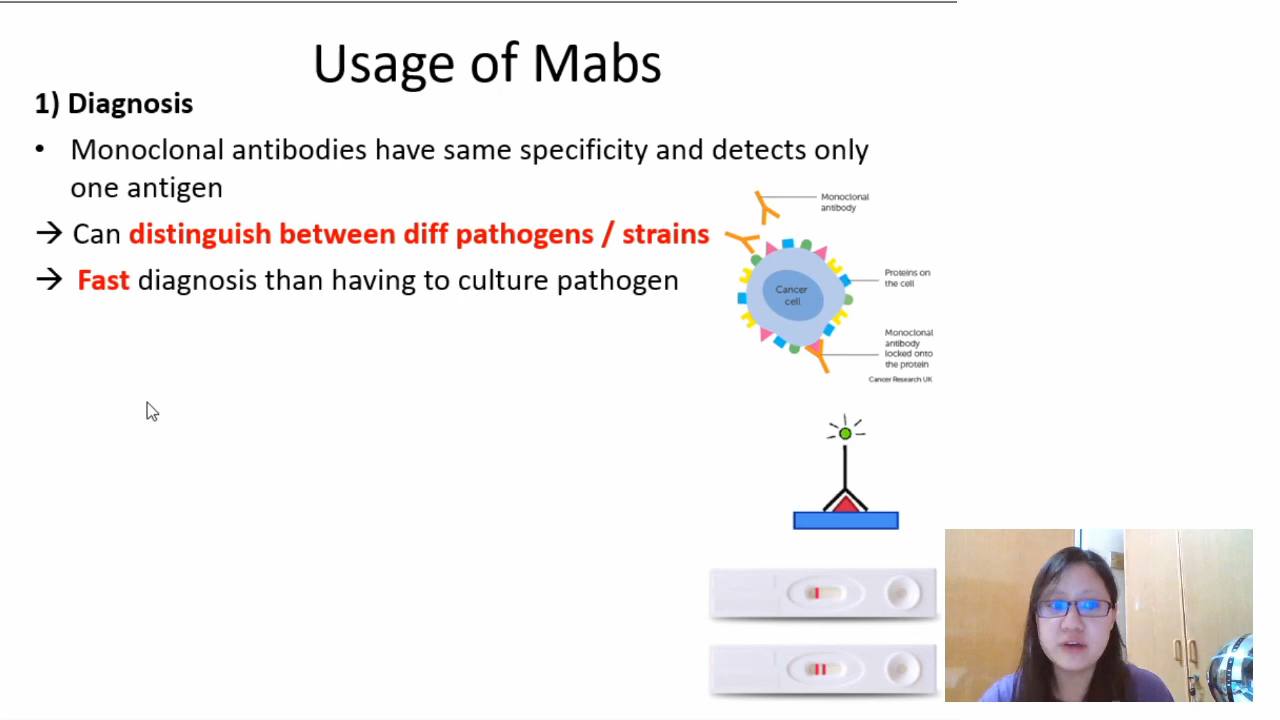 Usage of Mabs
1) Diagnosis
• Monoclonal antibodies have same specificity and detects only
one antigen
→ Can distinguish between diff pathogens / strains
→ Fast diagnosis than having to culture pathogen
Monoclonal
antibody
Proteins on
the cell
Cancer
cell
Monoclonal
antibody
locked onto
the protein
Cancer Research UK